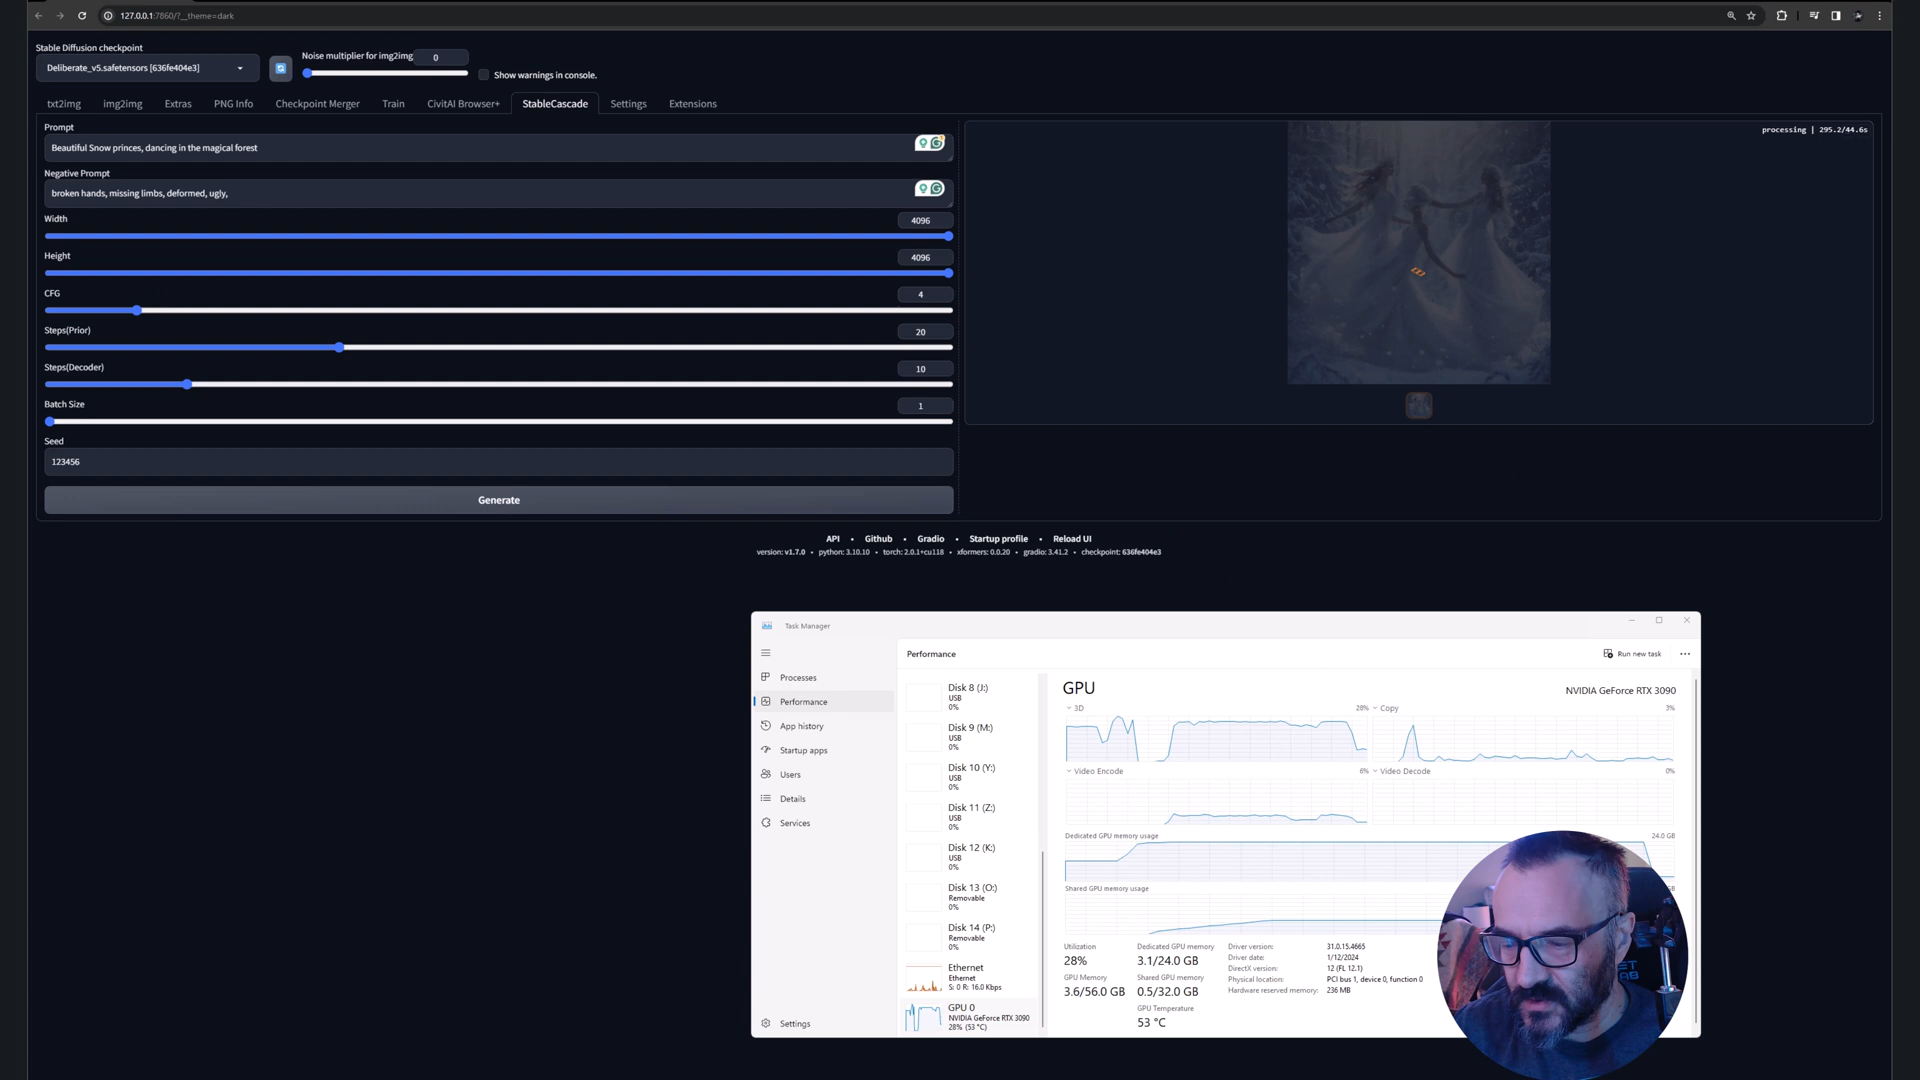 127.0.0.1:7860/?__theme=dark
Stable Diffusion checkpoint
Deliberate_v5.safetensors [636fe404e3]
Noise multiplier for img2img
0
Show warnings in console.
txt2img
img2img
Extras
PNG Info
Checkpoint Merger
Train
CivitAI Browser+
StableCascade
Settings
Extensions
Prompt
Beautiful Snow princes, dancing in the magical forest
Negative Prompt
broken hands, missing limbs, deformed, ugly,
Width
4096
Height
4096
CFG
4
Steps(Prior)
20
Steps(Decoder)
10
Batch Size
1
Seed
123456
Generate
processing | 295.2/44.6s
API • Github • Gradio • Startup profile • Reload UI
version: v1.7.0 • python: 3.10.10 • torch: 2.0.1+cu118 • xformers: 0.0.20 • gradio: 3.41.2 • checkpoint: 636fe404e3
Task Manager
Processes
Performance
App history
Startup apps
Users
Details
Services
Settings
Performance
Run new task
Disk 8 (J:)
USB
0%
Disk 9 (M:)
USB
0%
Disk 10 (Y:)
USB
0%
Disk 11 (Z:)
USB
0%
Disk 12 (K:)
USB
0%
Disk 13 (O:)
Removable
0%
Disk 14 (P:)
Removable
0%
Ethernet
Ethernet
S: 0 R: 16.0 Kbps
GPU 0
NVIDIA GeForce RTX 3090
28% (53 °C)
GPU
NVIDIA GeForce RTX 3090
3D
28%
Copy
3%
Video Encode
6%
Video Decode
0%
Dedicated GPU memory usage
24.0 GB
Shared GPU memory usage
Utilization
28%
Dedicated GPU memory
3.1/24.0 GB
GPU Memory
3.6/56.0 GB
Shared GPU memory
0.5/32.0 GB
GPU Temperature
53 °C
Driver version:
31.0.15.4665
Driver date:
1/12/2024
DirectX version:
12 (FL 12.1)
Physical location:
PCI bus 1, device 0, function 0
Hardware reserved memory:
236 MB